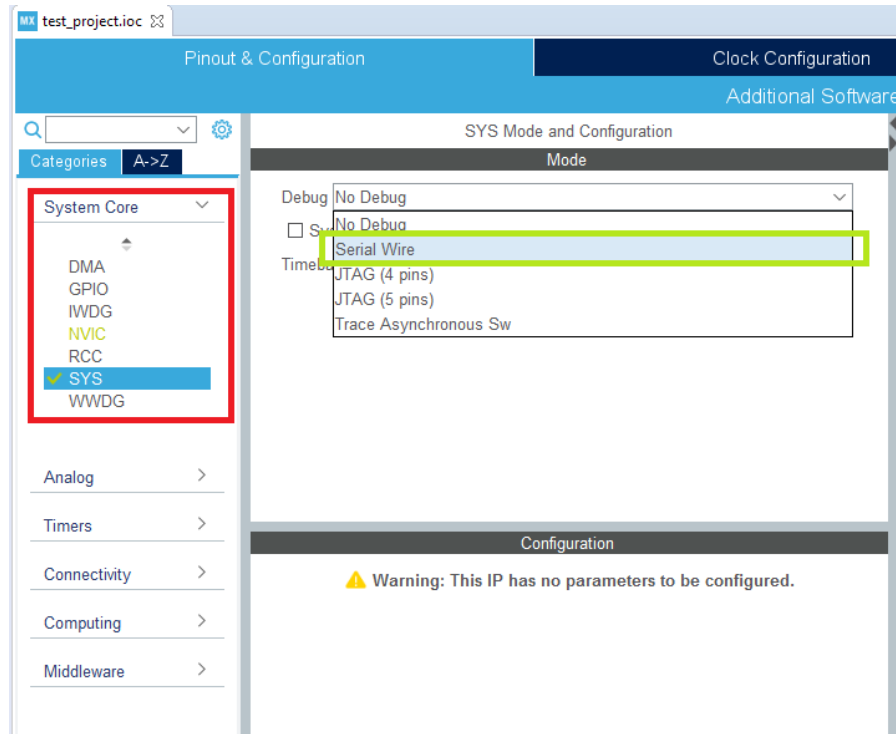 MX test_project.ioc
Pinout & Configuration
Clock Configuration
Additional Software
Categories
A->Z
System Core
DMA
GPIO
IWDG
NVIC
RCC
SYS
WWDG
Analog
Timers
Connectivity
Computing
Middleware
SYS Mode and Configuration
Mode
Debug No Debug
No Debug
Serial Wire
JTAG (4 pins)
JTAG (5 pins)
Trace Asynchronous Sw
Configuration
Warning: This IP has no parameters to be configured.